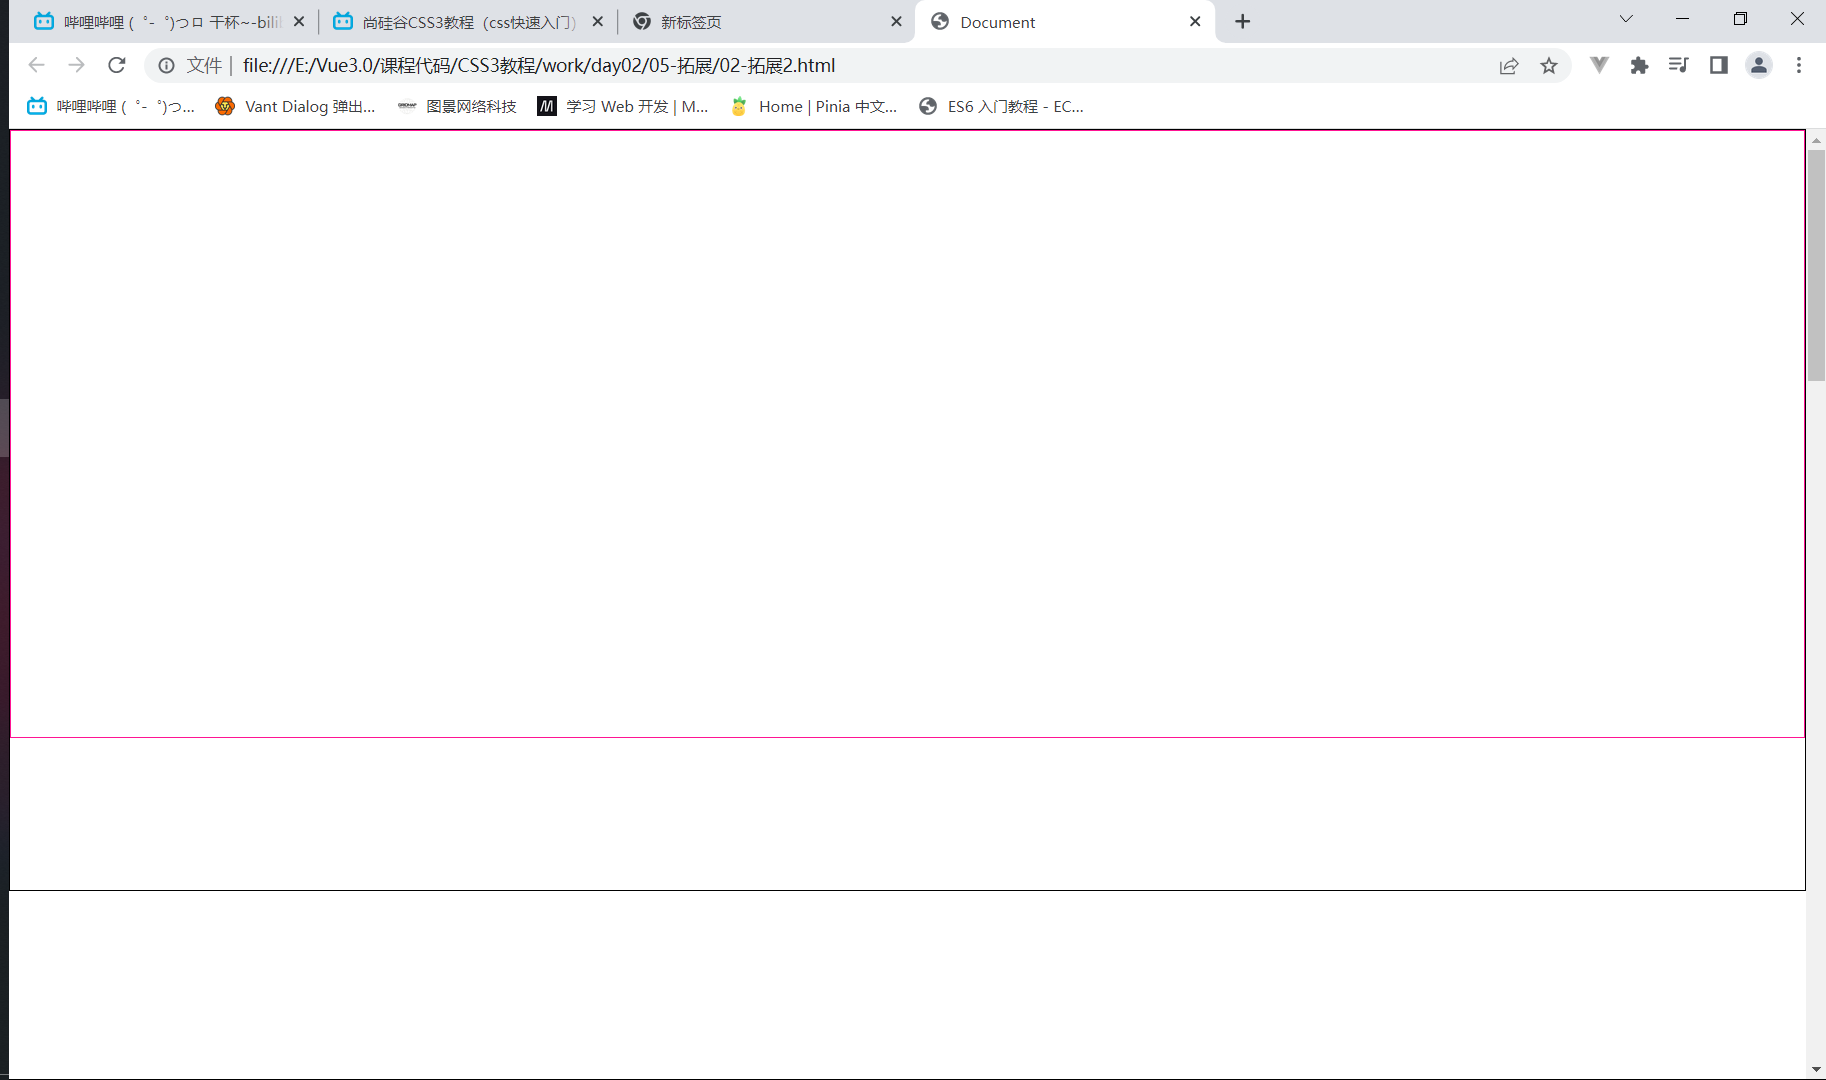 哔哩哔哩 ( ゜- ゜)つロ 干杯~-bili
尚硅谷CSS3教程（css快速入门）
新标签页
Document
文件 | file:///E:/Vue3.0/课程代码/CSS3教程/work/day02/05-拓展/02-拓展2.html
哔哩哔哩 ( ゜- ゜)つ...
Vant Dialog 弹出...
图景网络科技
学习 Web 开发 | M...
Home | Pinia 中文...
ES6 入门教程 - EC...